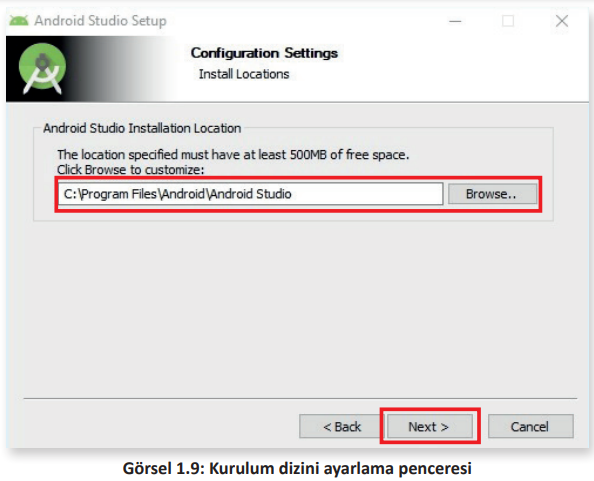 Android Studio Setup
Configuration Settings
Install Locations
Android Studio Installation Location
The location specified must have at least 500MB of free space.
Click Browse to customize:
C:\Program Files\Android\Android Studio
Browse..
< Back
Next >
Cancel
Görsel 1.9: Kurulum dizini ayarlama penceresi